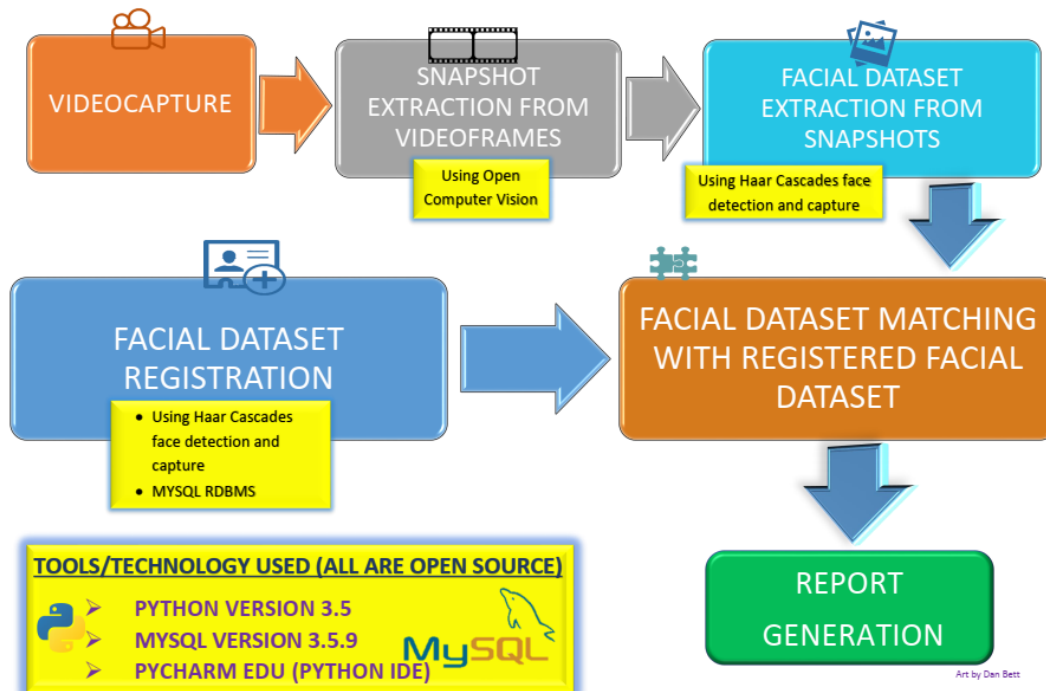 VIDEOCAPTURE
SNAPSHOT
EXTRACTION FROM
VIDEOFRAMES
Using Open
Computer Vision
FACIAL DATASET
EXTRACTION FROM
SNAPSHOTS
Using Haar Cascades face
detection and capture
FACIAL DATASET
REGISTRATION
• Using Haar Cascades
face detection and
capture
• MYSQL RDBMS
FACIAL DATASET MATCHING
WITH REGISTERED FACIAL
DATASET
TOOLS/TECHNOLOGY USED (ALL ARE OPEN SOURCE)
➢ PYTHON VERSION 3.5
➢ MYSQL VERSION 3.5.9
➢ PYCHARM EDU (PYTHON IDE)
MySQL
REPORT
GENERATION
Art by Dan Bett